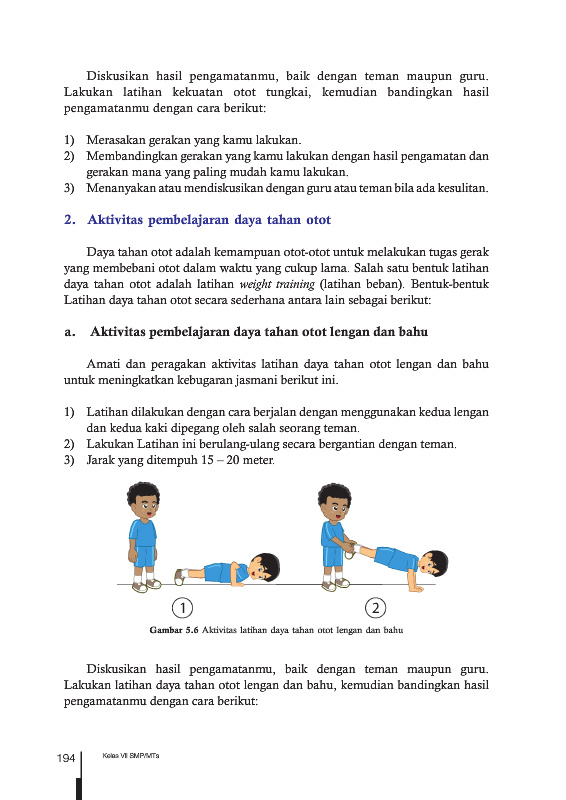 Diskusikan hasil pengamatanmu, baik dengan teman maupun guru.
Lakukan latihan kekuatan otot tungkai, kemudian bandingkan hasil
pengamatanmu dengan cara berikut:
1) Merasakan gerakan yang kamu lakukan.
2) Membandingkan gerakan yang kamu lakukan dengan hasil pengamatan dan
gerakan mana yang paling mudah kamu lakukan.
3) Menanyakan atau mendiskusikan dengan guru atau teman bila ada kesulitan.
2. Aktivitas pembelajaran daya tahan otot
Daya tahan otot adalah kemampuan otot-otot untuk melakukan tugas gerak
yang membebani otot dalam waktu yang cukup lama. Salah satu bentuk latihan
daya tahan otot adalah latihan weight training (latihan beban). Bentuk-bentuk
Latihan daya tahan otot secara sederhana antara lain sebagai berikut:
a. Aktivitas pembelajaran daya tahan otot lengan dan bahu
Amati dan peragakan aktivitas latihan daya tahan otot lengan dan bahu
untuk meningkatkan kebugaran jasmani berikut ini.
1) Latihan dilakukan dengan cara berjalan dengan menggunakan kedua lengan
dan kedua kaki dipegang oleh salah seorang teman.
2) Lakukan Latihan ini berulang-ulang secara bergantian dengan teman.
3) Jarak yang ditempuh 15 – 20 meter.
1 2
Gambar 5.6 Aktivitas latihan daya tahan otot lengan dan bahu
Diskusikan hasil pengamatanmu, baik dengan teman maupun guru.
Lakukan latihan daya tahan otot lengan dan bahu, kemudian bandingkan hasil
pengamatanmu dengan cara berikut:
194 Kelas VII SMP/MTs